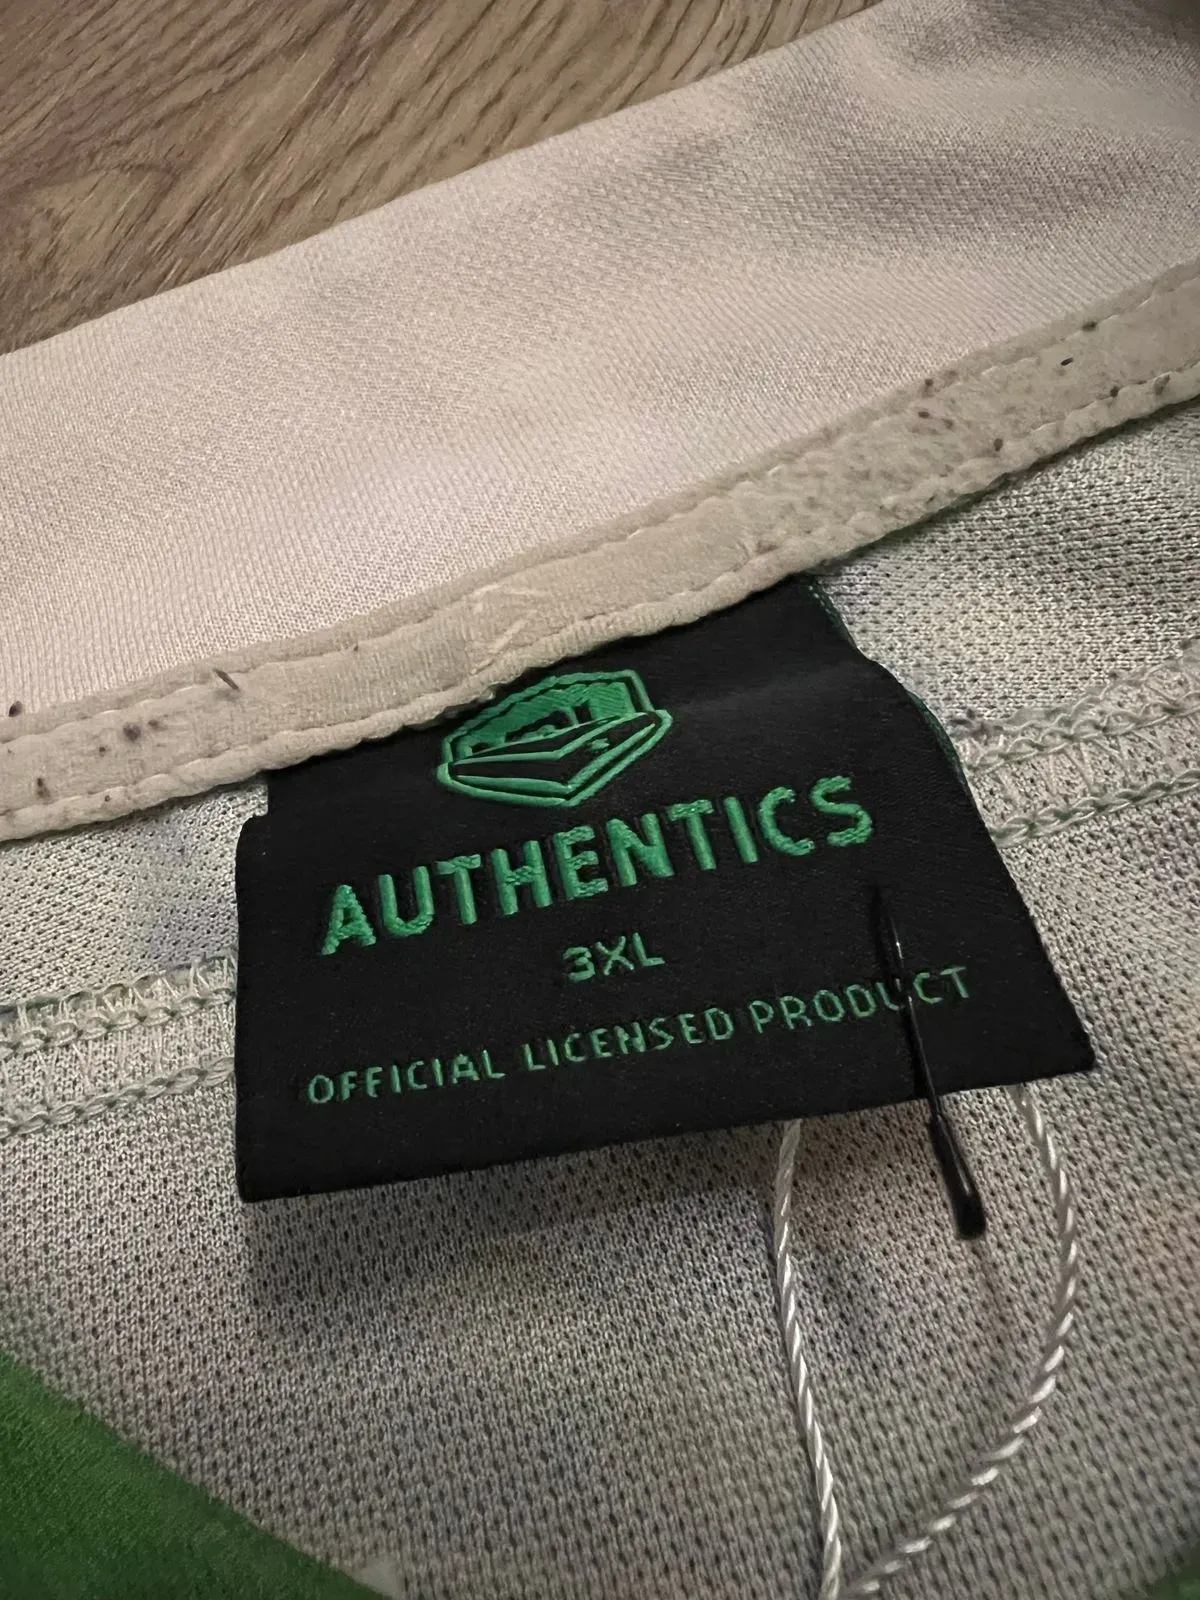 AUTHENTICS
3XL
OFFICIAL LICENSED PRODUCT